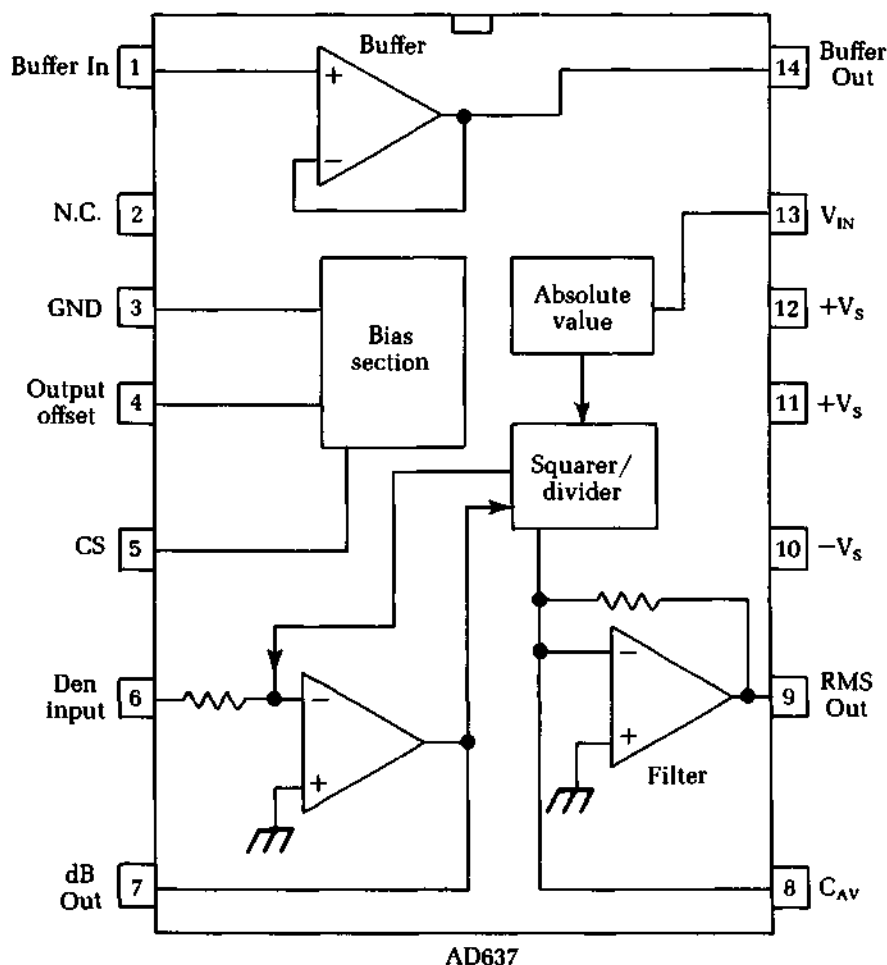 Buffer
Buffer In 1
14 Buffer
Out
+
−
N.C. 2
13 V_IN
GND 3
Absolute
value
12 +V_S
Bias
section
Output
offset 4
11 +V_S
Squarer/
divider
CS 5
10 −V_S
Den
input 6
−
+
−
+
9 RMS
Out
Filter
dB
Out 7
8 C_AV
AD637